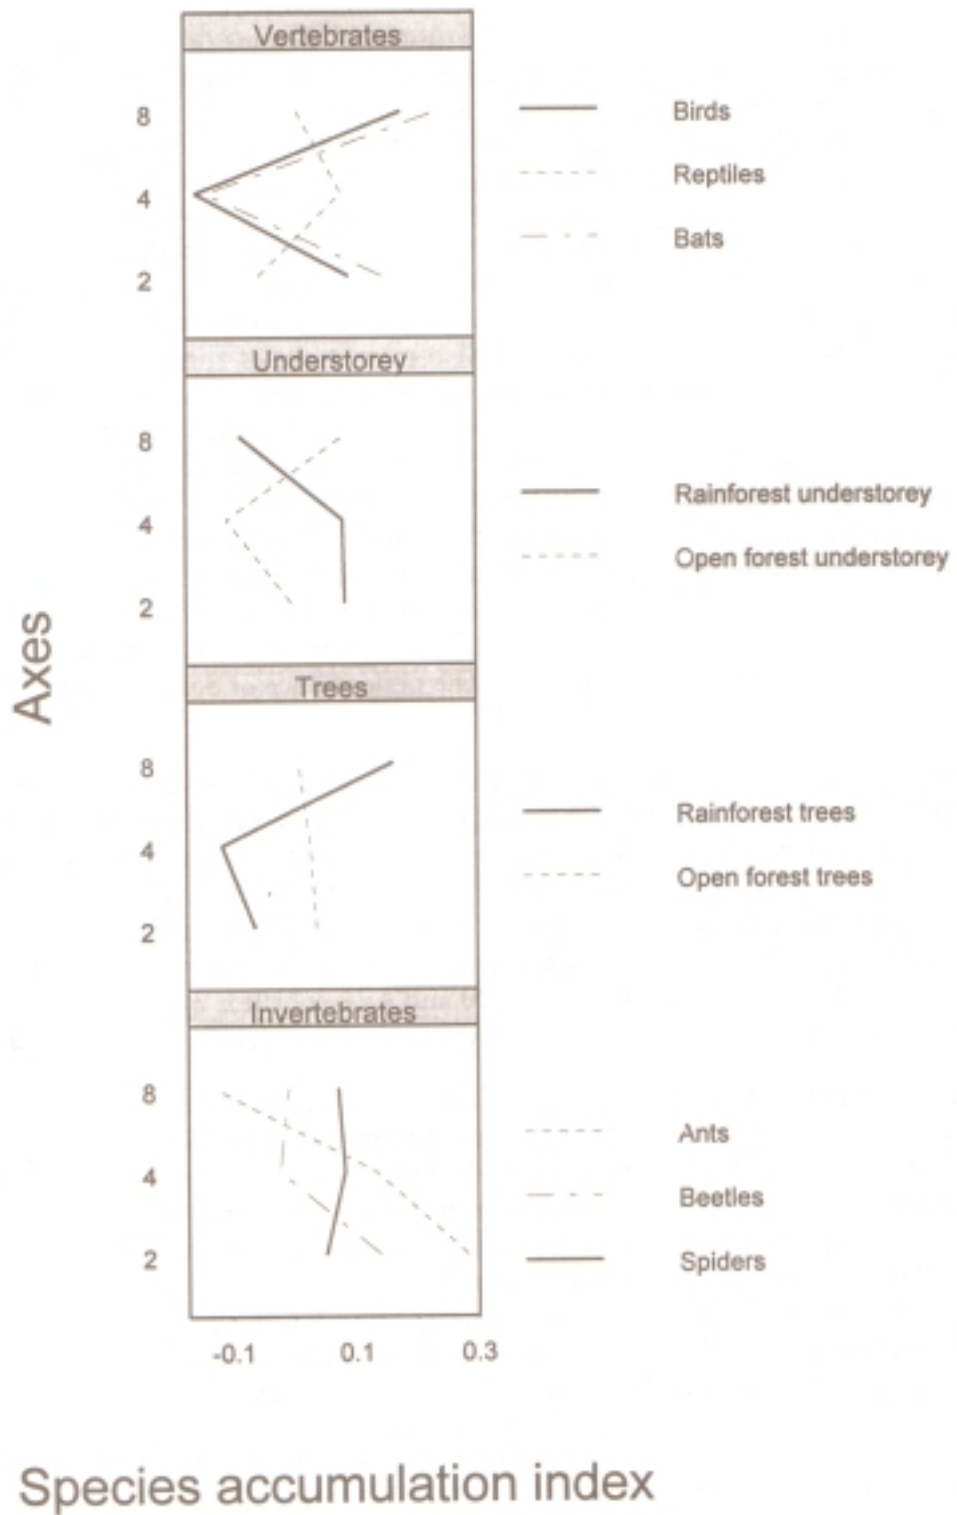 Vertebrates
8
4
2
Birds
Reptiles
Bats
Understorey
8
4
2
Rainforest understorey
Open forest understorey
Axes
Trees
8
4
2
Rainforest trees
Open forest trees
Invertebrates
8
4
2
Ants
Beetles
Spiders
-0.1 0.1 0.3
Species accumulation index